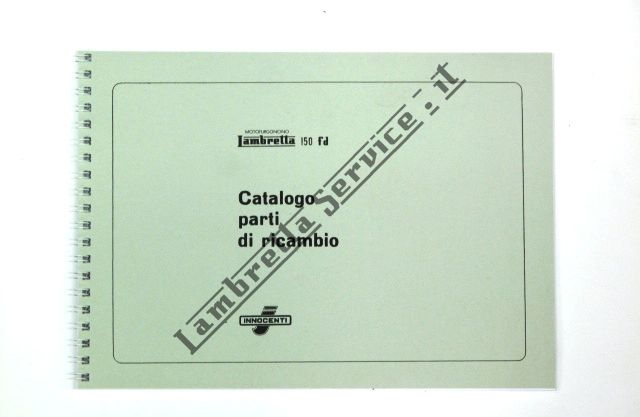 MOTOFURGONCINO
Lambretta 150 fd
Catalogo
parti
di ricambio
INNOCENTI
Lambretta Service.it